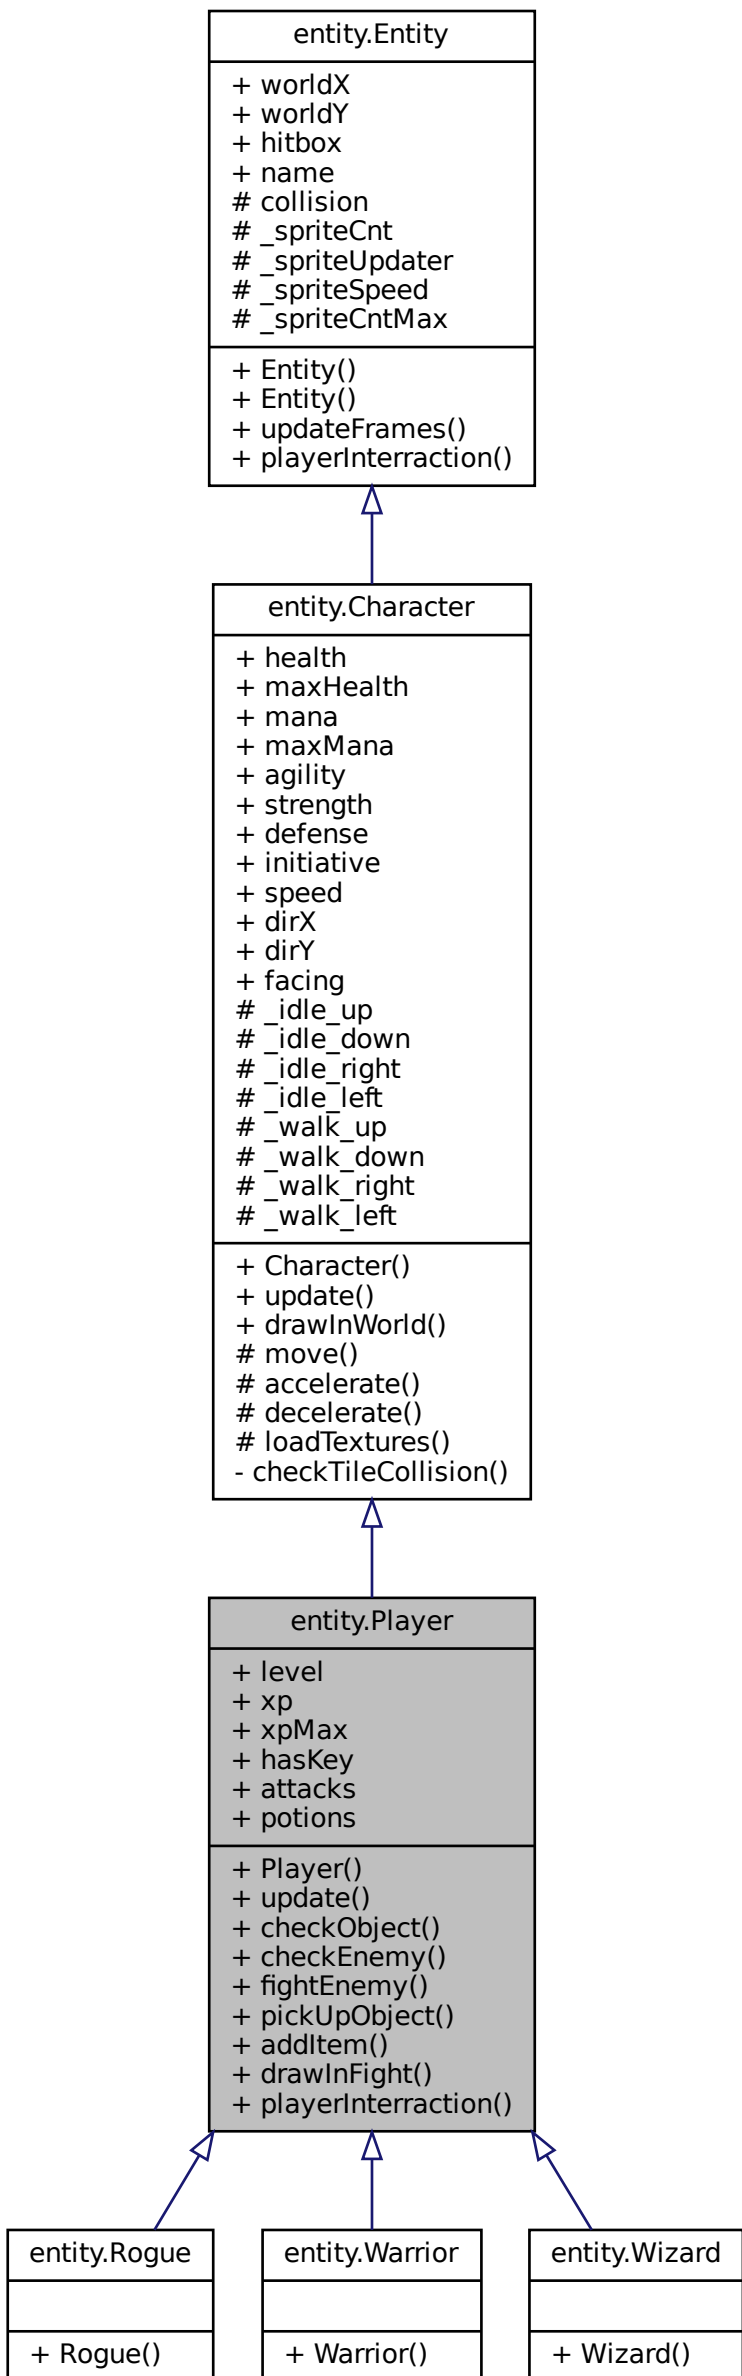 entity.Entity
+ worldX
+ worldY
+ hitbox
+ name
# collision
# _spriteCnt
# _spriteUpdater
# _spriteSpeed
# _spriteCntMax
+ Entity()
+ Entity()
+ updateFrames()
+ playerInterraction()
entity.Character
+ health
+ maxHealth
+ mana
+ maxMana
+ agility
+ strength
+ defense
+ initiative
+ speed
+ dirX
+ dirY
+ facing
# _idle_up
# _idle_down
# _idle_right
# _idle_left
# _walk_up
# _walk_down
# _walk_right
# _walk_left
+ Character()
+ update()
+ drawInWorld()
# move()
# accelerate()
# decelerate()
# loadTextures()
- checkTileCollision()
entity.Player
+ level
+ xp
+ xpMax
+ hasKey
+ attacks
+ potions
+ Player()
+ update()
+ checkObject()
+ checkEnemy()
+ fightEnemy()
+ pickUpObject()
+ addItem()
+ drawInFight()
+ playerInterraction()
entity.Rogue
+ Rogue()
entity.Warrior
+ Warrior()
entity.Wizard
+ Wizard()